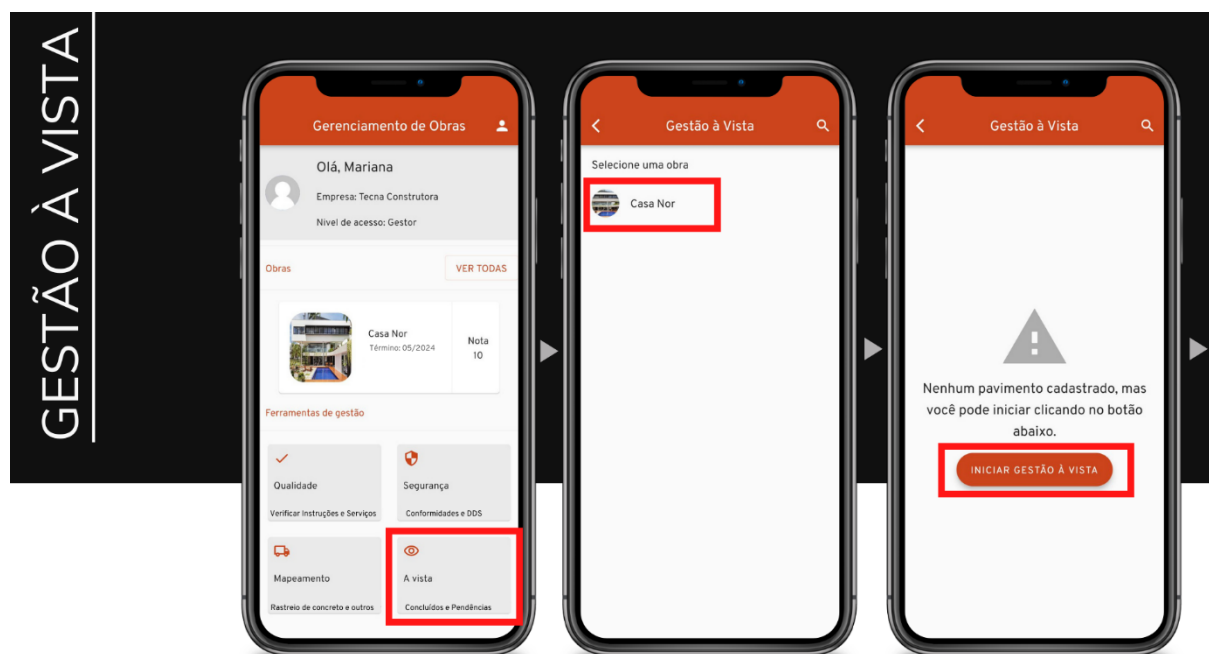 GESTÃO À VISTA
Gerenciamento de Obras
Olá, Mariana
Empresa: Tecna Construtora
Nivel de acesso: Gestor
Obras
VER TODAS
Casa Nor
Término: 05/2024
Nota
10
Ferramentas de gestão
Qualidade
Verificar Instruções e Serviços
Segurança
Conformidades e DDS
Mapeamento
Rastreio de concreto e outros
A vista
Concluídos e Pendências
Gestão à Vista
Selecione uma obra
Casa Nor
Gestão à Vista
Nenhum pavimento cadastrado, mas
você pode iniciar clicando no botão
abaixo.
INICIAR GESTÃO À VISTA